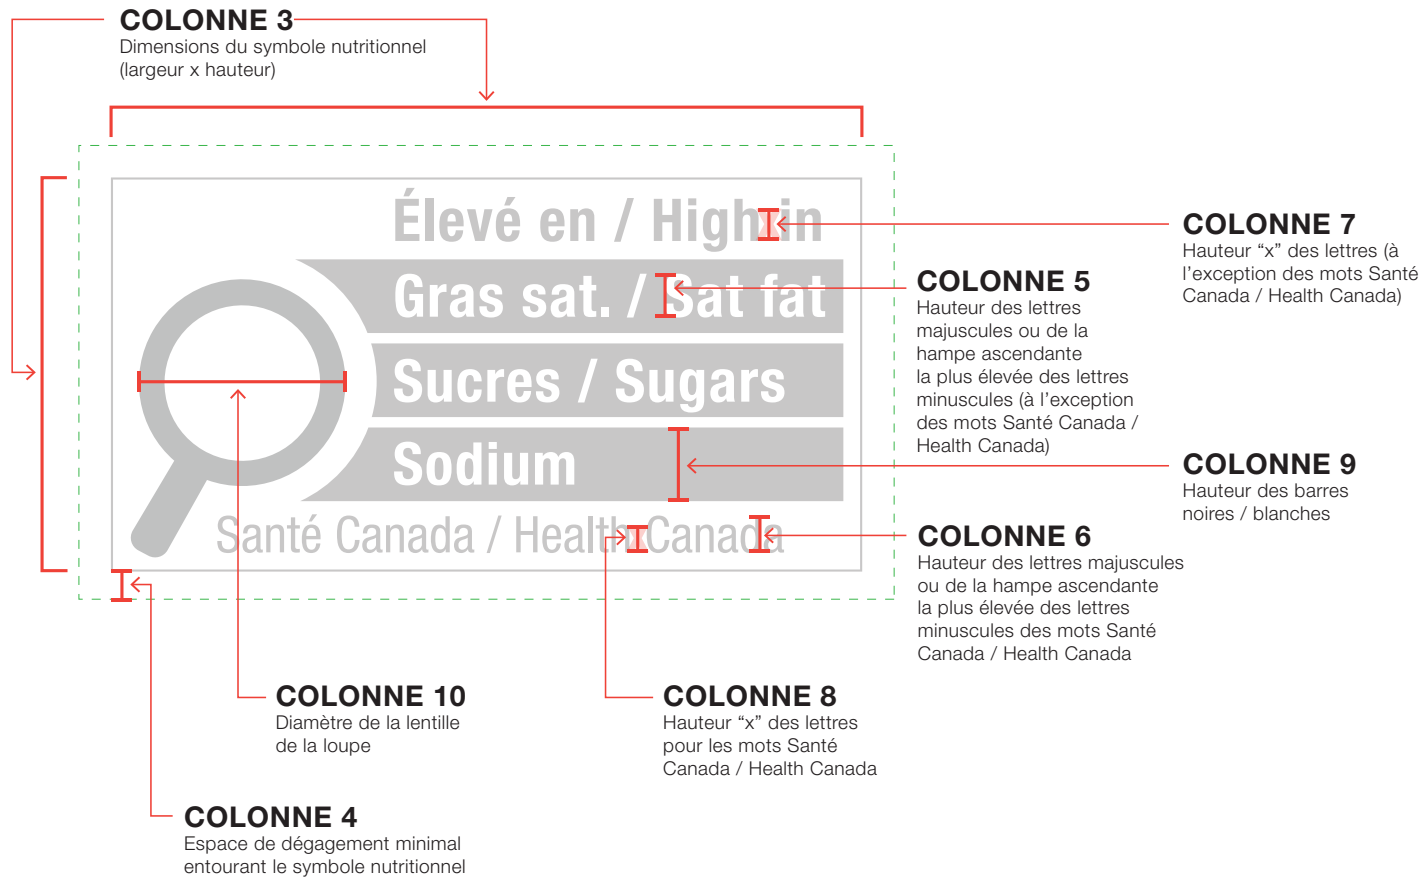 COLONNE 3
Dimensions du symbole nutritionnel
(largeur x hauteur)
Élevé en / High in
Gras sat. / Sat fat
Sucres / Sugars
Sodium
Santé Canada / Health Canada
x
x
COLONNE 7
Hauteur “x” des lettres (à
l’exception des mots Santé
Canada / Health Canada)
COLONNE 5
Hauteur des lettres
majuscules ou de la
hampe ascendante
la plus élevée des lettres
minuscules (à l’exception
des mots Santé Canada /
Health Canada)
COLONNE 9
Hauteur des barres
noires / blanches
COLONNE 6
Hauteur des lettres majuscules
ou de la hampe ascendante
la plus élevée des lettres
minuscules des mots Santé
Canada / Health Canada
COLONNE 10
Diamètre de la lentille
de la loupe
COLONNE 8
Hauteur “x” des lettres
pour les mots Santé
Canada / Health Canada
COLONNE 4
Espace de dégagement minimal
entourant le symbole nutritionnel